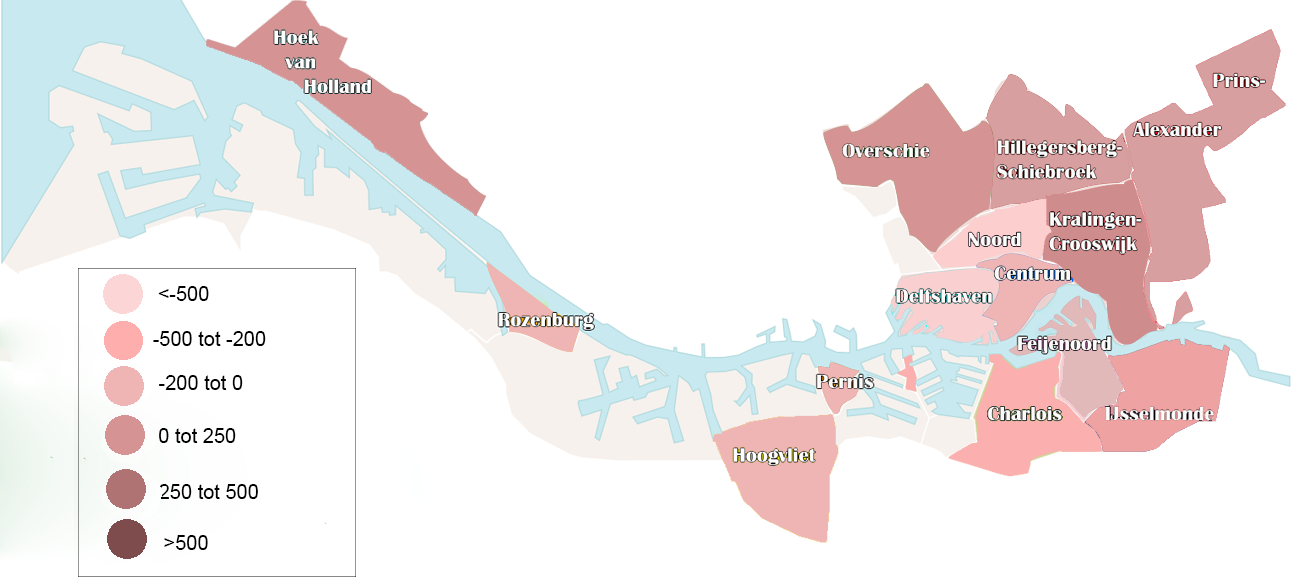 Hoek
van
Holland
Prins-
Alexander
Overschie
Hillegersberg-
Schiebroek
Kralingen-
Crooswijk
Noord
Centrum
Delfshaven
Rozenburg
Feijenoord
Pernis
Charlois
IJsselmonde
Hoogvliet
<-500
-500 tot -200
-200 tot 0
0 tot 250
250 tot 500
>500